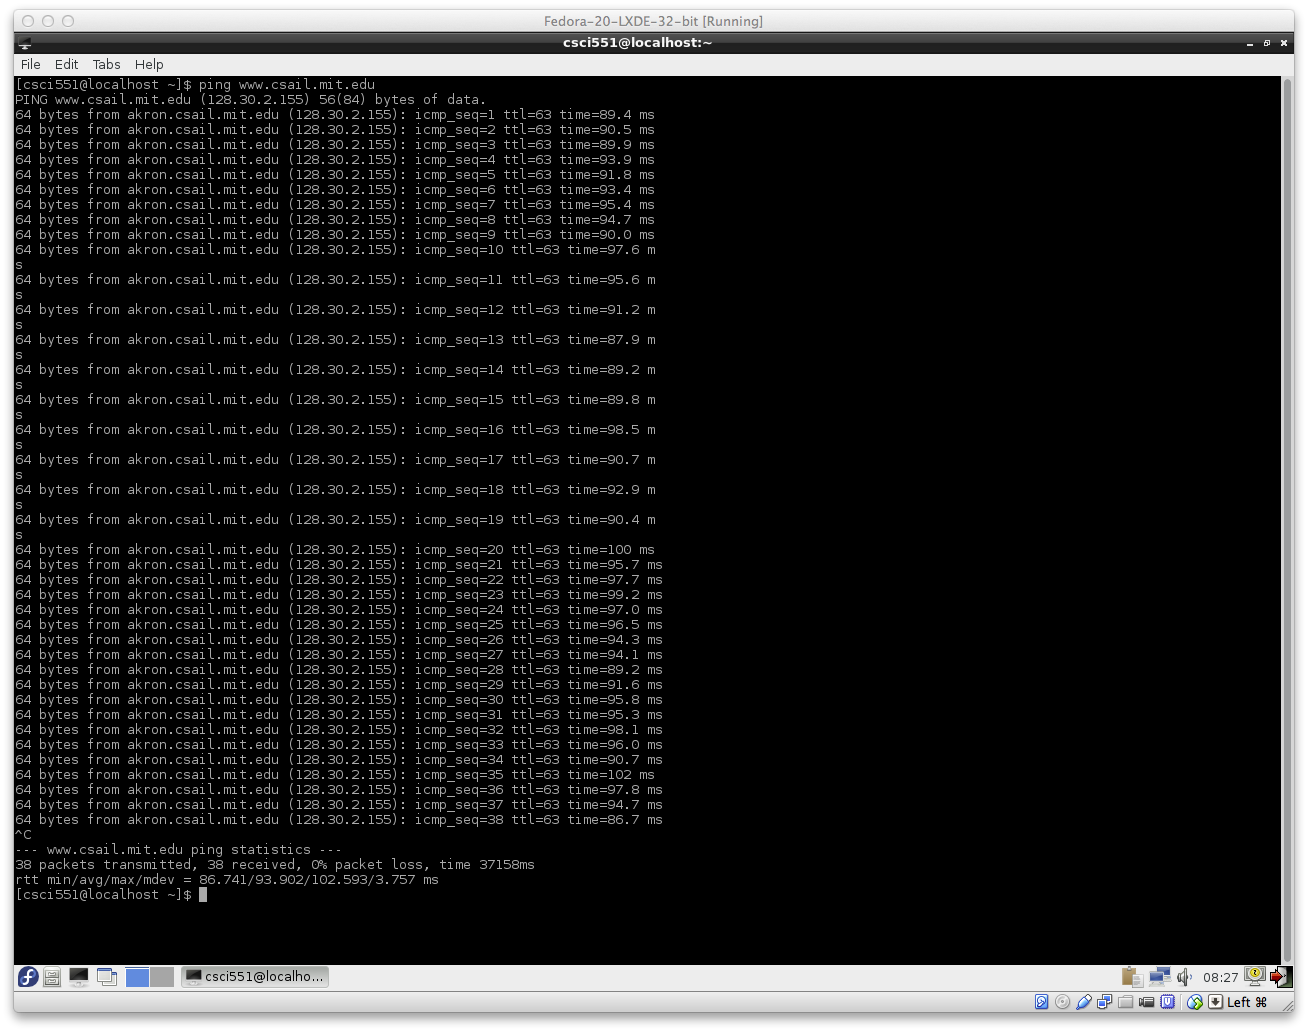 Fedora-20-LXDE-32-bit [Running]
csci551@localhost:~
File Edit Tabs Help
[csci551@localhost ~]$ ping www.csail.mit.edu
PING www.csail.mit.edu (128.30.2.155) 56(84) bytes of data.
64 bytes from akron.csail.mit.edu (128.30.2.155): icmp_seq=1 ttl=63 time=89.4 ms
64 bytes from akron.csail.mit.edu (128.30.2.155): icmp_seq=2 ttl=63 time=90.5 ms
64 bytes from akron.csail.mit.edu (128.30.2.155): icmp_seq=3 ttl=63 time=89.9 ms
64 bytes from akron.csail.mit.edu (128.30.2.155): icmp_seq=4 ttl=63 time=93.9 ms
64 bytes from akron.csail.mit.edu (128.30.2.155): icmp_seq=5 ttl=63 time=91.8 ms
64 bytes from akron.csail.mit.edu (128.30.2.155): icmp_seq=6 ttl=63 time=93.4 ms
64 bytes from akron.csail.mit.edu (128.30.2.155): icmp_seq=7 ttl=63 time=95.4 ms
64 bytes from akron.csail.mit.edu (128.30.2.155): icmp_seq=8 ttl=63 time=94.7 ms
64 bytes from akron.csail.mit.edu (128.30.2.155): icmp_seq=9 ttl=63 time=90.0 ms
64 bytes from akron.csail.mit.edu (128.30.2.155): icmp_seq=10 ttl=63 time=97.6 m
s
64 bytes from akron.csail.mit.edu (128.30.2.155): icmp_seq=11 ttl=63 time=95.6 m
s
64 bytes from akron.csail.mit.edu (128.30.2.155): icmp_seq=12 ttl=63 time=91.2 m
s
64 bytes from akron.csail.mit.edu (128.30.2.155): icmp_seq=13 ttl=63 time=87.9 m
s
64 bytes from akron.csail.mit.edu (128.30.2.155): icmp_seq=14 ttl=63 time=89.2 m
s
64 bytes from akron.csail.mit.edu (128.30.2.155): icmp_seq=15 ttl=63 time=89.8 m
s
64 bytes from akron.csail.mit.edu (128.30.2.155): icmp_seq=16 ttl=63 time=98.5 m
s
64 bytes from akron.csail.mit.edu (128.30.2.155): icmp_seq=17 ttl=63 time=90.7 m
s
64 bytes from akron.csail.mit.edu (128.30.2.155): icmp_seq=18 ttl=63 time=92.9 m
s
64 bytes from akron.csail.mit.edu (128.30.2.155): icmp_seq=19 ttl=63 time=90.4 m
s
64 bytes from akron.csail.mit.edu (128.30.2.155): icmp_seq=20 ttl=63 time=100 ms
64 bytes from akron.csail.mit.edu (128.30.2.155): icmp_seq=21 ttl=63 time=95.7 ms
64 bytes from akron.csail.mit.edu (128.30.2.155): icmp_seq=22 ttl=63 time=97.7 ms
64 bytes from akron.csail.mit.edu (128.30.2.155): icmp_seq=23 ttl=63 time=99.2 ms
64 bytes from akron.csail.mit.edu (128.30.2.155): icmp_seq=24 ttl=63 time=97.0 ms
64 bytes from akron.csail.mit.edu (128.30.2.155): icmp_seq=25 ttl=63 time=96.5 ms
64 bytes from akron.csail.mit.edu (128.30.2.155): icmp_seq=26 ttl=63 time=94.3 ms
64 bytes from akron.csail.mit.edu (128.30.2.155): icmp_seq=27 ttl=63 time=94.1 ms
64 bytes from akron.csail.mit.edu (128.30.2.155): icmp_seq=28 ttl=63 time=89.2 ms
64 bytes from akron.csail.mit.edu (128.30.2.155): icmp_seq=29 ttl=63 time=91.6 ms
64 bytes from akron.csail.mit.edu (128.30.2.155): icmp_seq=30 ttl=63 time=95.8 ms
64 bytes from akron.csail.mit.edu (128.30.2.155): icmp_seq=31 ttl=63 time=95.3 ms
64 bytes from akron.csail.mit.edu (128.30.2.155): icmp_seq=32 ttl=63 time=98.1 ms
64 bytes from akron.csail.mit.edu (128.30.2.155): icmp_seq=33 ttl=63 time=96.0 ms
64 bytes from akron.csail.mit.edu (128.30.2.155): icmp_seq=34 ttl=63 time=90.7 ms
64 bytes from akron.csail.mit.edu (128.30.2.155): icmp_seq=35 ttl=63 time=102 ms
64 bytes from akron.csail.mit.edu (128.30.2.155): icmp_seq=36 ttl=63 time=97.8 ms
64 bytes from akron.csail.mit.edu (128.30.2.155): icmp_seq=37 ttl=63 time=94.7 ms
64 bytes from akron.csail.mit.edu (128.30.2.155): icmp_seq=38 ttl=63 time=86.7 ms
^C
--- www.csail.mit.edu ping statistics ---
38 packets transmitted, 38 received, 0% packet loss, time 37158ms
rtt min/avg/max/mdev = 86.741/93.902/102.593/3.757 ms
[csci551@localhost ~]$
csci551@localho...
08:27
Left ⌘